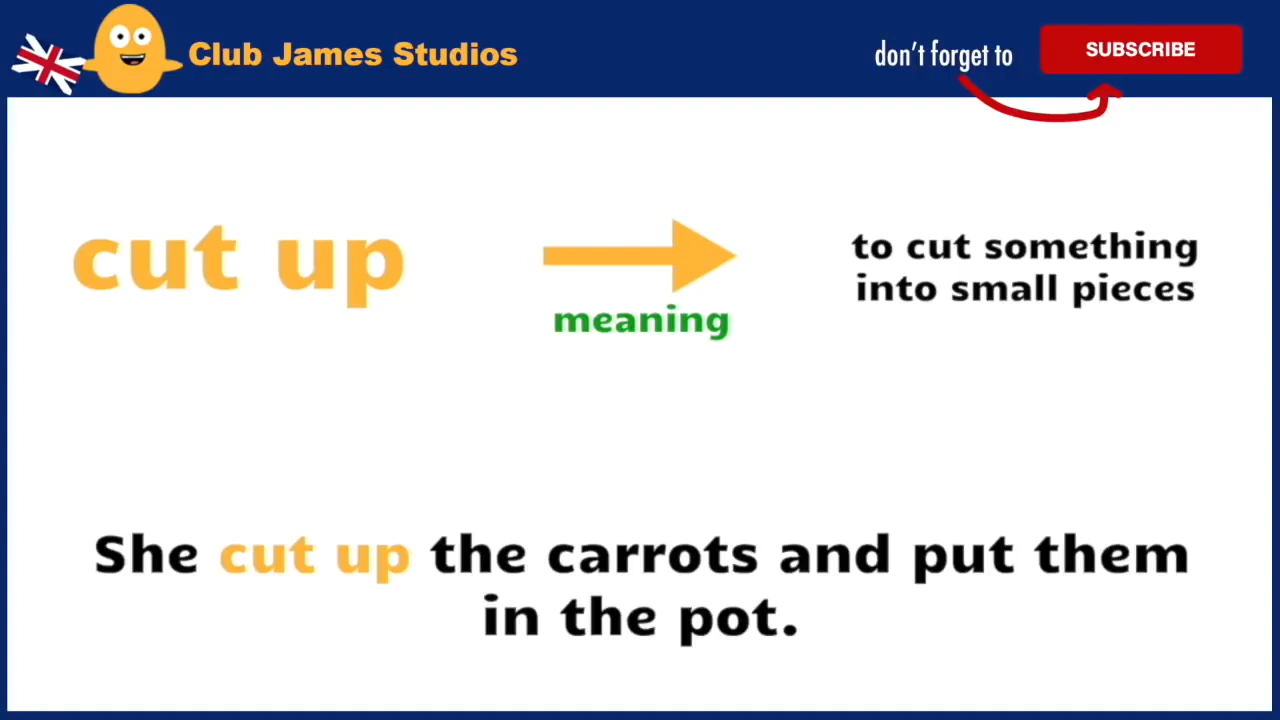 Club James Studios
don't forget to
SUBSCRIBE
cut up
meaning
to cut something
into small pieces
She cut up the carrots and put them
in the pot.